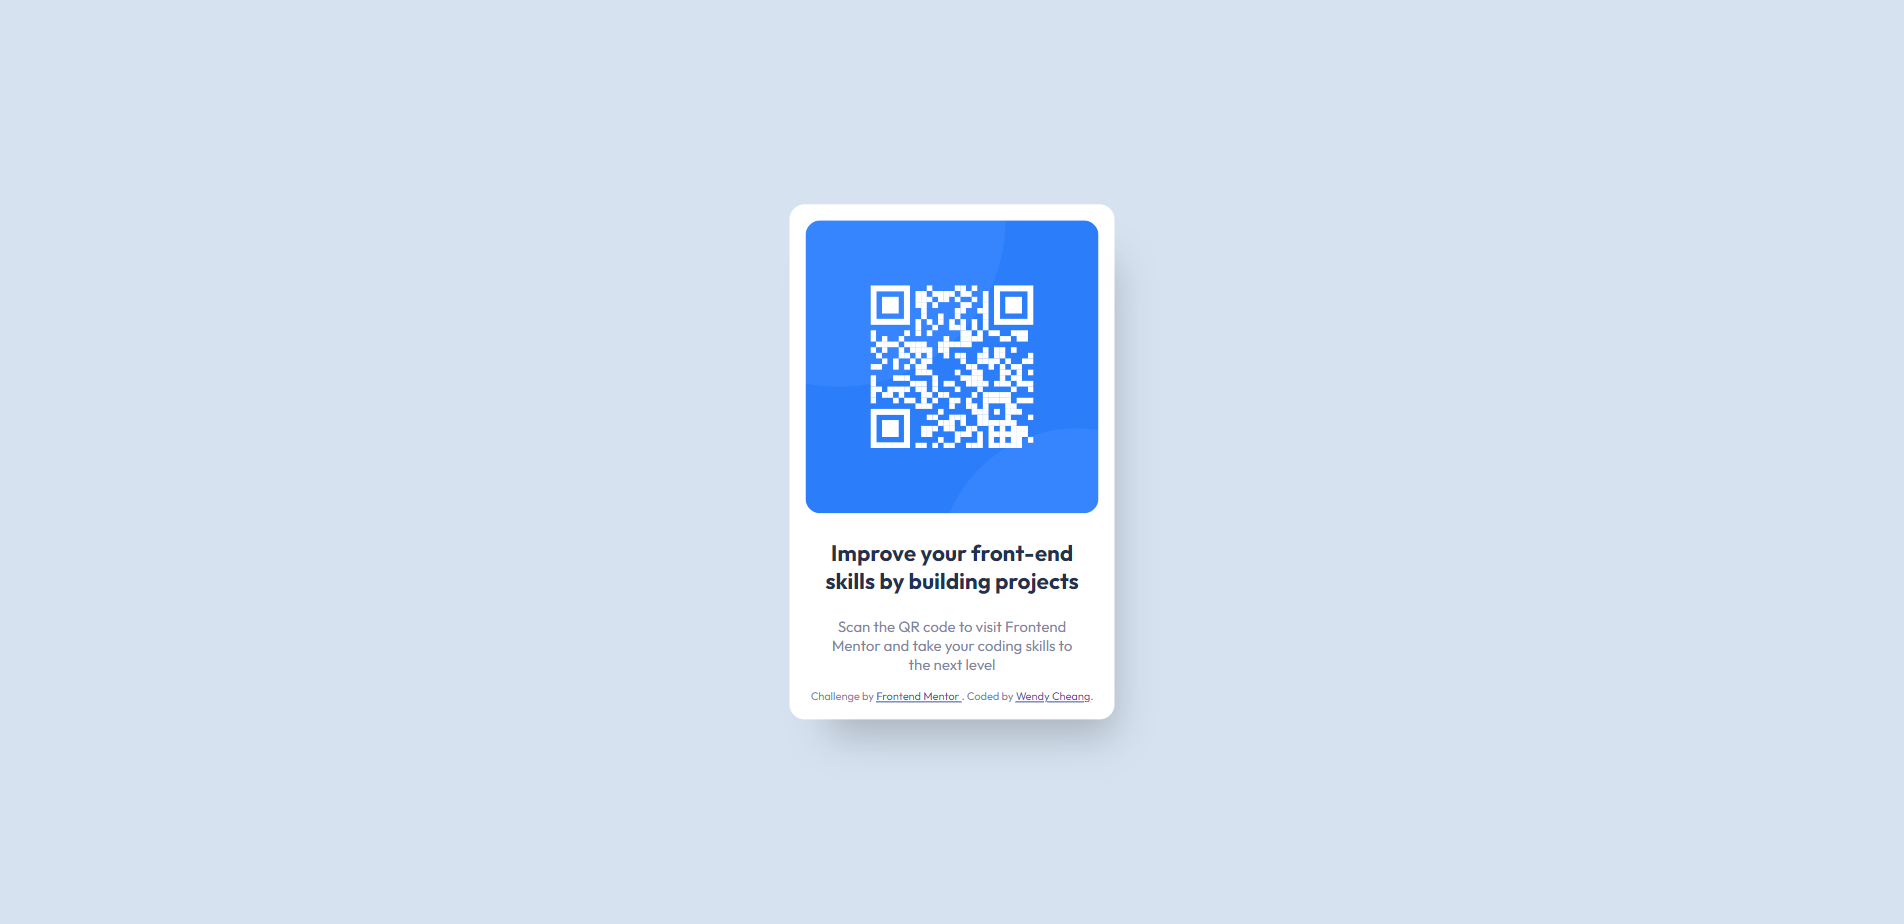 Improve your front-end
skills by building projects
Scan the QR code to visit Frontend
Mentor and take your coding skills to
the next level
Challenge by Frontend Mentor . Coded by Wendy Cheang.